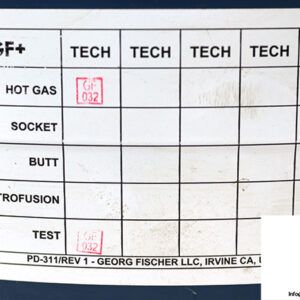 GF+ TECH TECH TECH TECH
HOT GAS GF 032
SOCKET
BUTT
TROFUSION
TEST GF 032
PD-311/REV 1 - GEORG FISCHER LLC, IRVINE CA, U